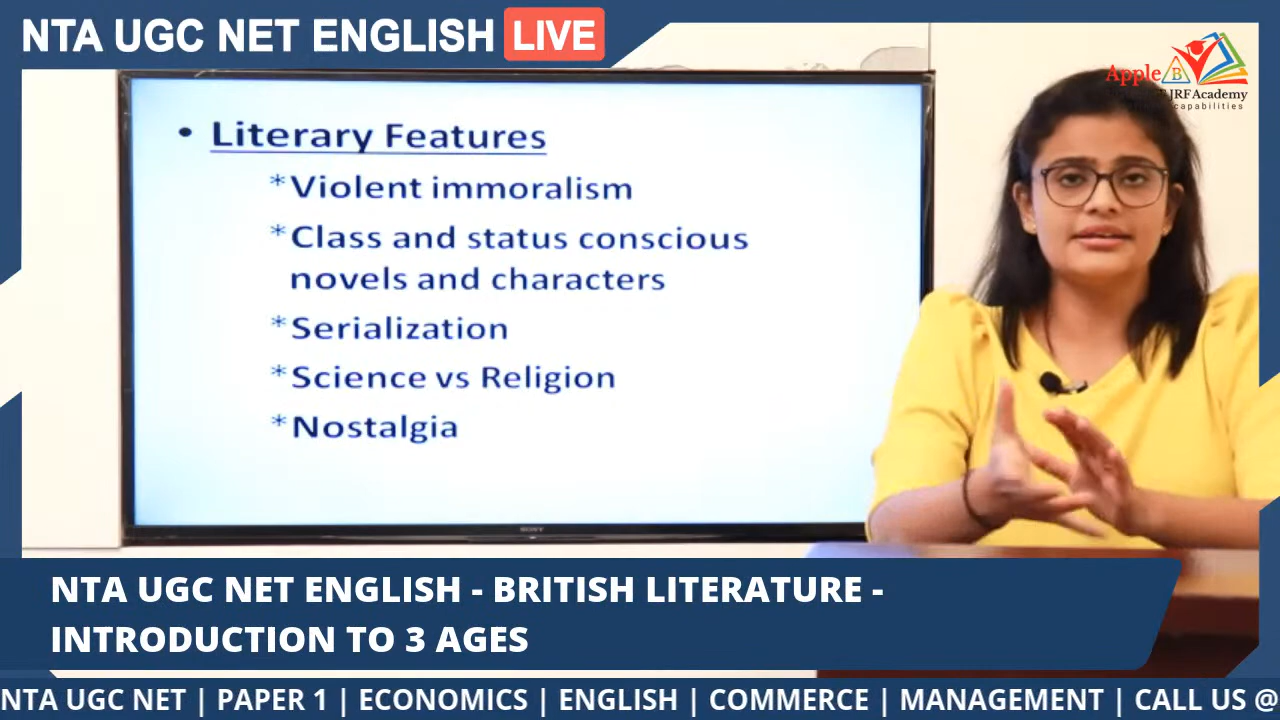 NTA UGC NET ENGLISH LIVE
Apple B
JRF Academy
capabilities
• Literary Features
*Violent immoralism
*Class and status conscious
novels and characters
*Serialization
*Science vs Religion
*Nostalgia
SONY
NTA UGC NET ENGLISH - BRITISH LITERATURE -
INTRODUCTION TO 3 AGES
NTA UGC NET | PAPER 1 | ECONOMICS | ENGLISH | COMMERCE | MANAGEMENT | CALL US @